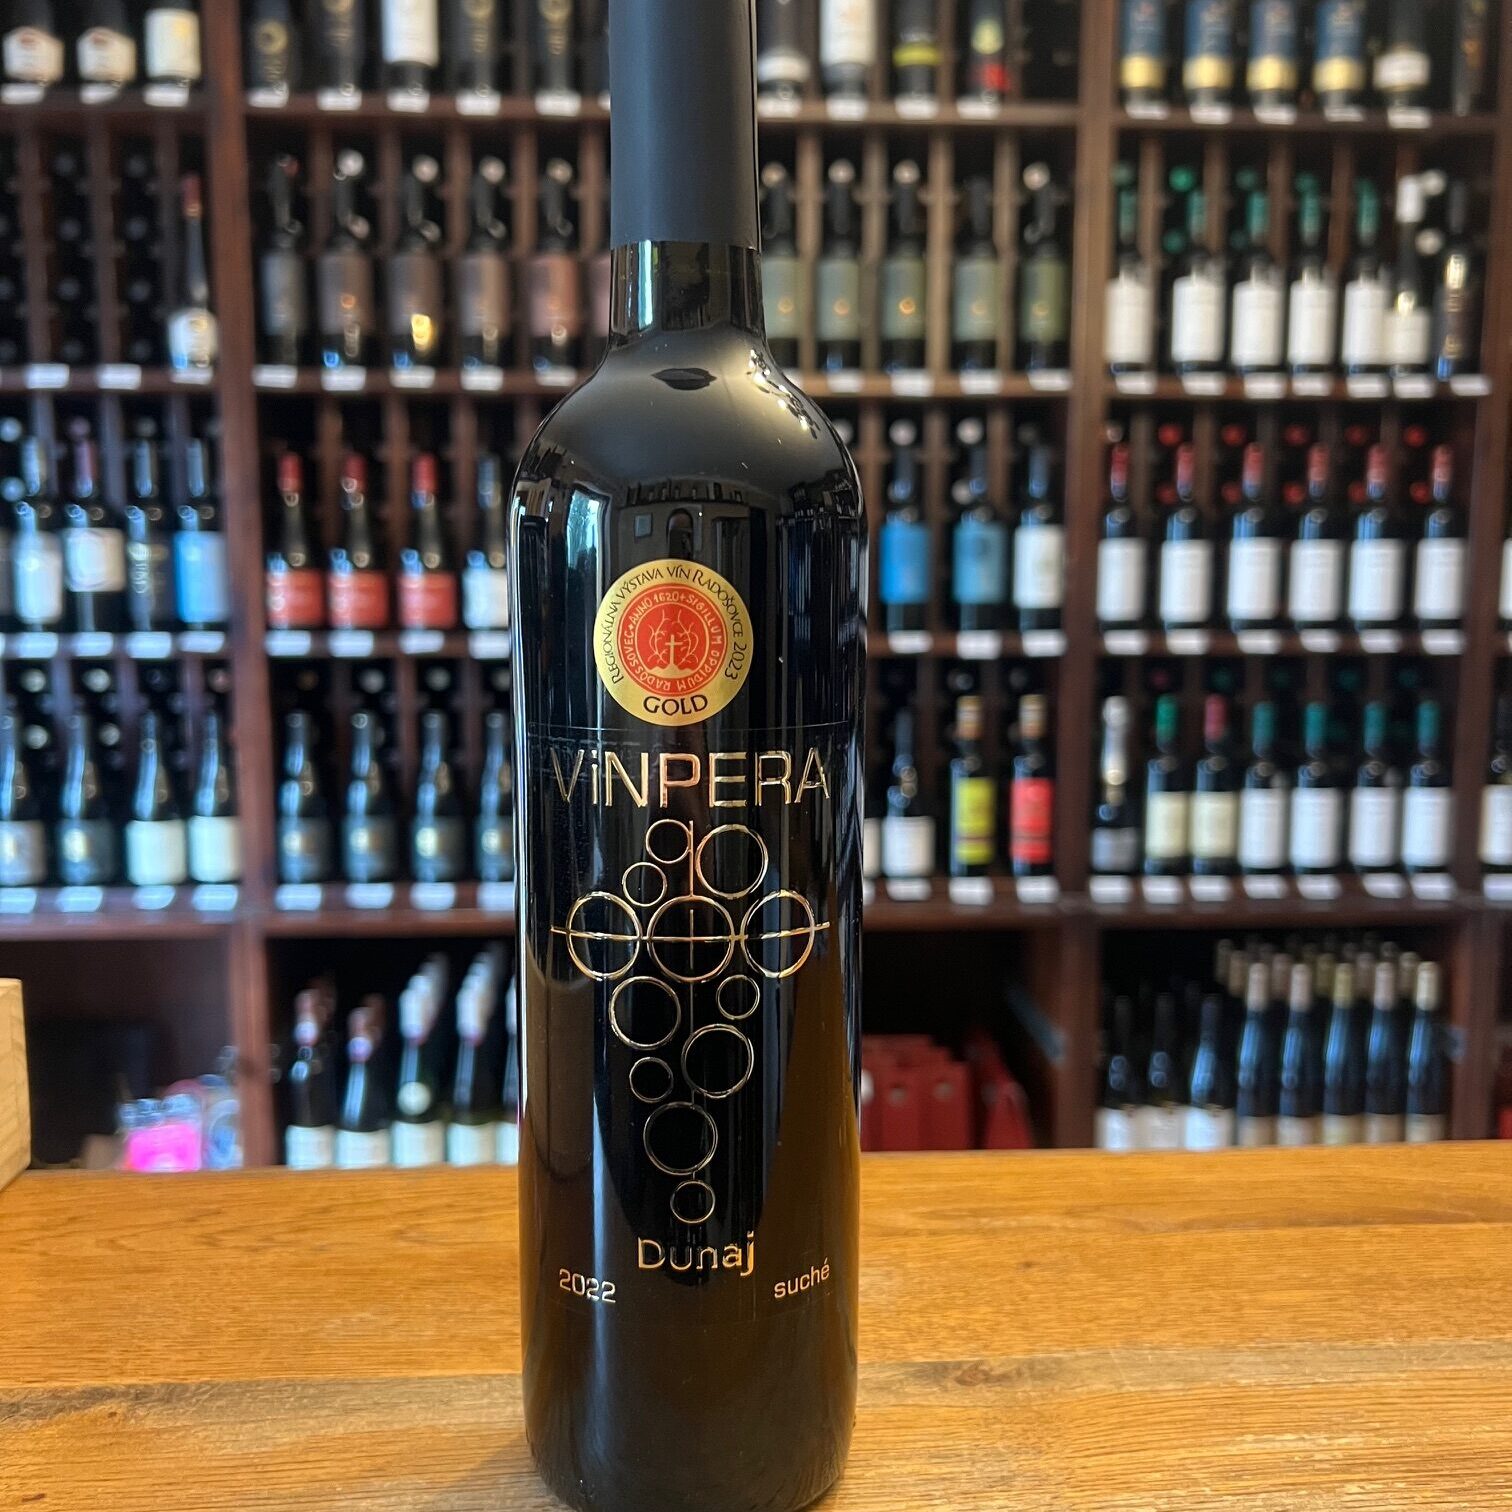 REGIONÁLNA VÝSTAVA VÍN RADOŠOVCE 2023
ANNO 1620 + SIGILLUM OPPIDUM RADOSSOVEC +
GOLD
ViNPERA
Dunaj
2022 suché